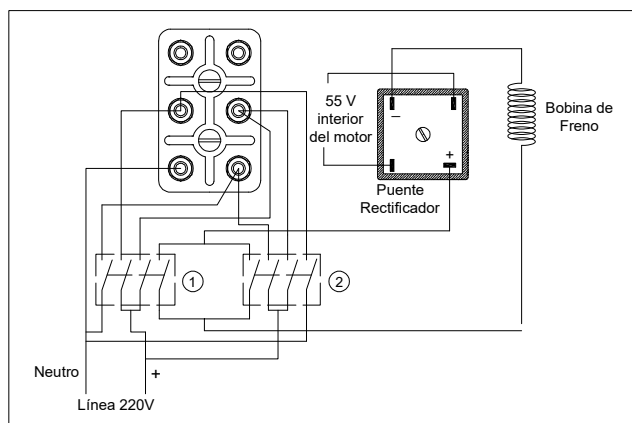 55 V
interior
del motor
–
+
Puente
Rectificador
Bobina de
Freno
1
2
Neutro
+
Línea 220V